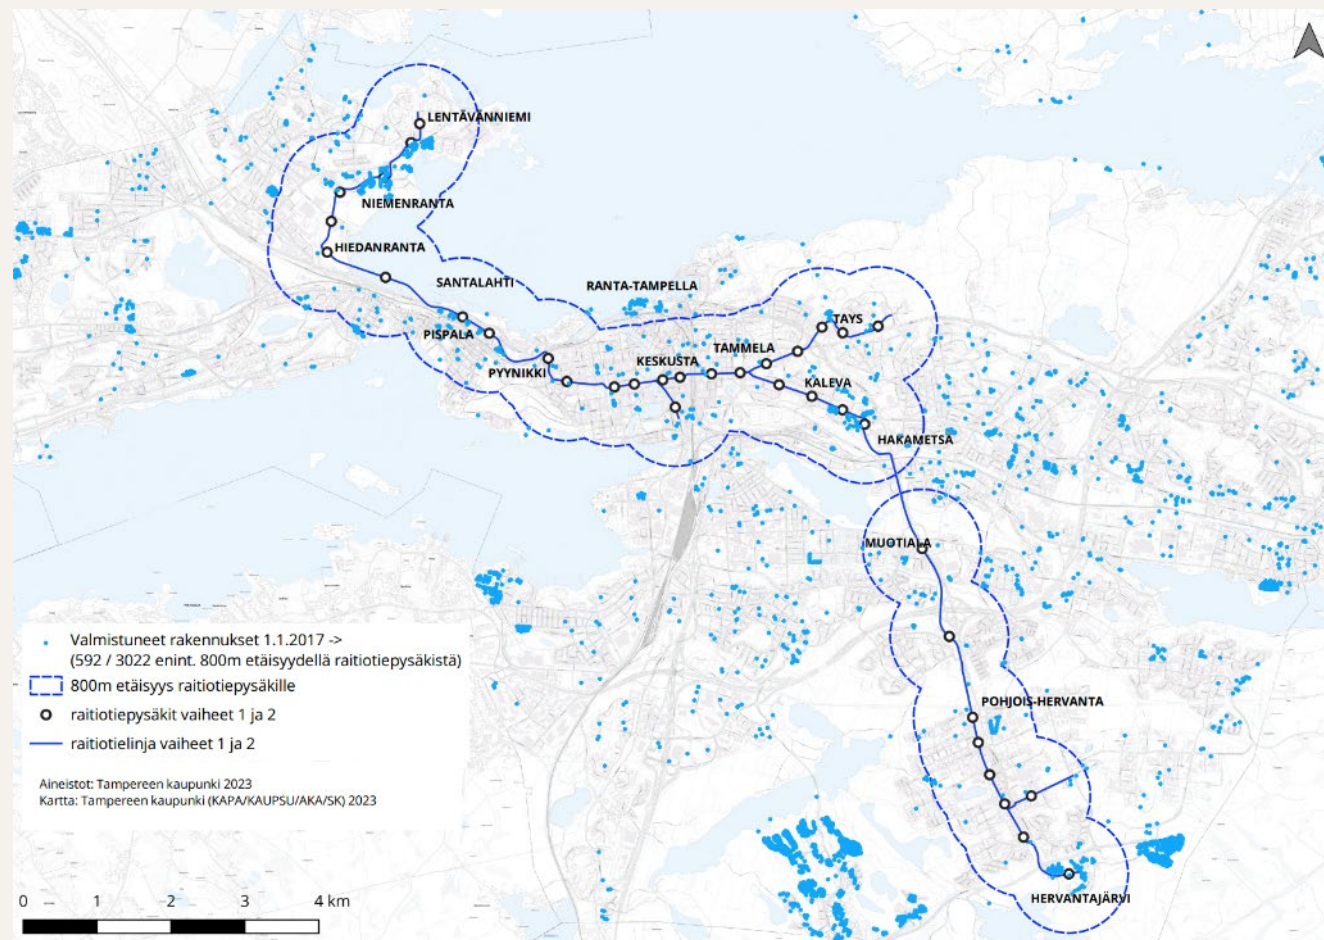 LENTÄVÄNNIEMI
NIEMENRANTA
HIEDANRANTA
SANTALAHTI
RANTA-TAMPELLA
PISPALA
TAYS
TAMMELA
KESKUSTA
PYYNIKKI
KALEVA
HAKAMETSÄ
MUOTIALA
POHJOIS-HERVANTA
HERVANTAJÄRVI
Valmistuneet rakennukset 1.1.2017 ->
(592 / 3022 enint. 800m etäisyydellä raitiotiepysäkistä)
800m etäisyys raitiotiepysäkille
raitiotiepysäkit vaiheet 1 ja 2
raitiotielinja vaiheet 1 ja 2
Aineistot: Tampereen kaupunki 2023
Kartta: Tampereen kaupunki (KAPA/KAUPSU/AKA/SK) 2023
0 1 2 3 4 km